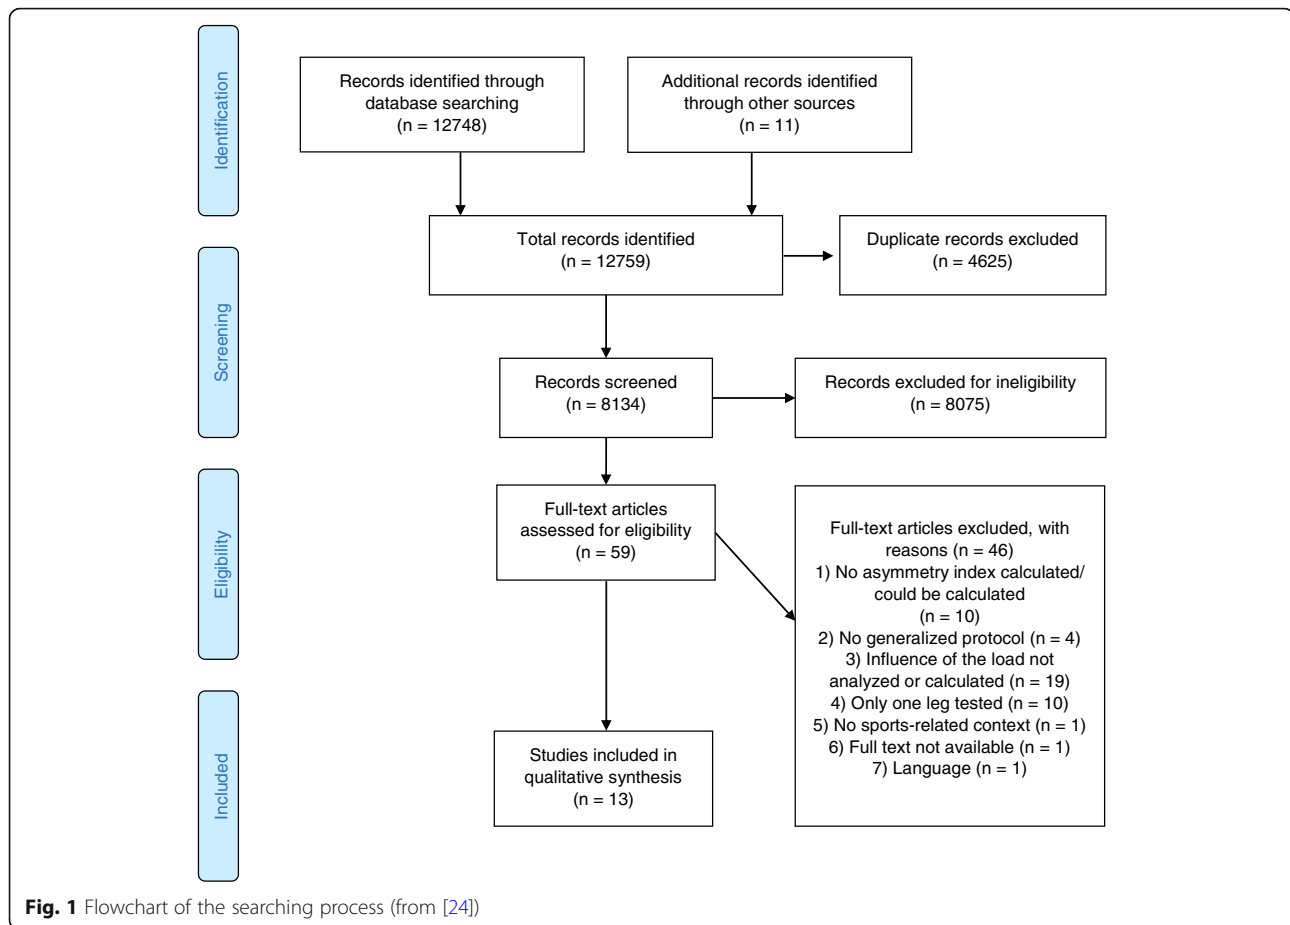 Identification
Records identified through
database searching
(n = 12748)
Additional records identified
through other sources
(n = 11)
Total records identified
(n = 12759)
Duplicate records excluded
(n = 4625)
Screening
Records screened
(n = 8134)
Records excluded for ineligibility
(n = 8075)
Eligibility
Full-text articles
assessed for eligibility
(n = 59)
Full-text articles excluded, with
reasons (n = 46)
1) No asymmetry index calculated/
could be calculated
(n = 10)
2) No generalized protocol (n = 4)
3) Influence of the load not
analyzed or calculated (n = 19)
4) Only one leg tested (n = 10)
5) No sports-related context (n = 1)
6) Full text not available (n = 1)
7) Language (n = 1)
Included
Studies included in
qualitative synthesis
(n = 13)
Fig. 1 Flowchart of the searching process (from [24])